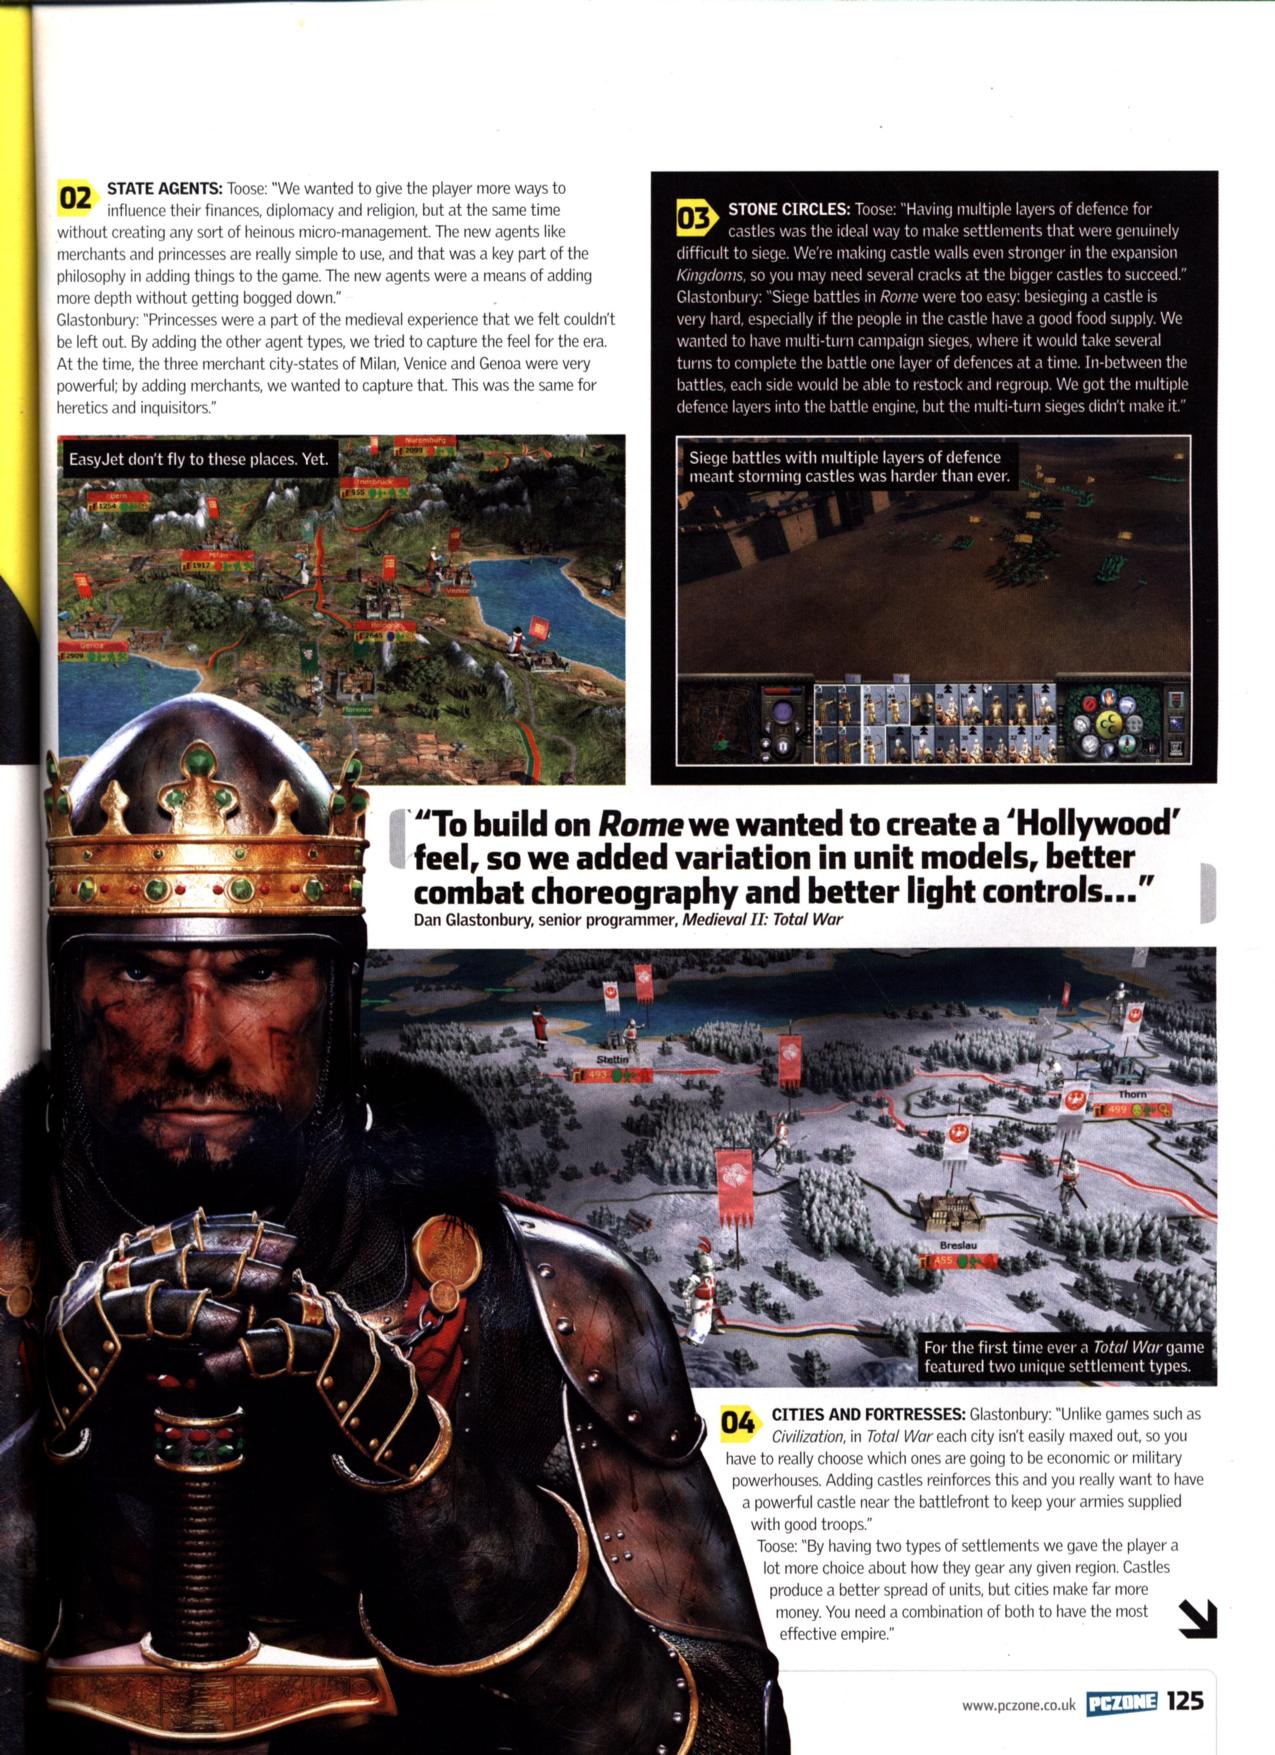 02 STATE AGENTS: Toose: "We wanted to give the player more ways to
influence their finances, diplomacy and religion, but at the same time
without creating any sort of heinous micro-management. The new agents like
merchants and princesses are really simple to use, and that was a key part of the
philosophy in adding things to the game. The new agents were a means of adding
more depth without getting bogged down."
Glastonbury: "Princesses were a part of the medieval experience that we felt couldn't
be left out. By adding the other agent types, we tried to capture the feel for the era.
At the time, the three merchant city-states of Milan, Venice and Genoa were very
powerful; by adding merchants, we wanted to capture that. This was the same for
heretics and inquisitors."
EasyJet don't fly to these places. Yet.
Nuremburg
2099
Innsbruck
955
Bern
1254
Milan
1917
Venice
Bologna
2645
Genoa
2909
Florence
03 STONE CIRCLES: Toose: "Having multiple layers of defence for
castles was the ideal way to make settlements that were genuinely
difficult to siege. We're making castle walls even stronger in the expansion
Kingdoms, so you may need several cracks at the bigger castles to succeed."
Glastonbury: "Siege battles in Rome were too easy: besieging a castle is
very hard, especially if the people in the castle have a good food supply. We
wanted to have multi-turn campaign sieges, where it would take several
turns to complete the battle one layer of defences at a time. In-between the
battles, each side would be able to restock and regroup. We got the multiple
defence layers into the battle engine, but the multi-turn sieges didn't make it."
Siege battles with multiple layers of defence
meant storming castles was harder than ever.
"To build on Rome we wanted to create a 'Hollywood'
feel, so we added variation in unit models, better
combat choreography and better light controls..."
Dan Glastonbury, senior programmer, Medieval II: Total War
Stettin
493
Thorn
499
Breslau
455
For the first time ever a Total War game
featured two unique settlement types.
04 CITIES AND FORTRESSES: Glastonbury: "Unlike games such as
Civilization, in Total War each city isn't easily maxed out, so you
have to really choose which ones are going to be economic or military
powerhouses. Adding castles reinforces this and you really want to have
a powerful castle near the battlefront to keep your armies supplied
with good troops."
Toose: "By having two types of settlements we gave the player a
lot more choice about how they gear any given region. Castles
produce a better spread of units, but cities make far more
money. You need a combination of both to have the most
effective empire."
www.pczone.co.uk PCZONE 125